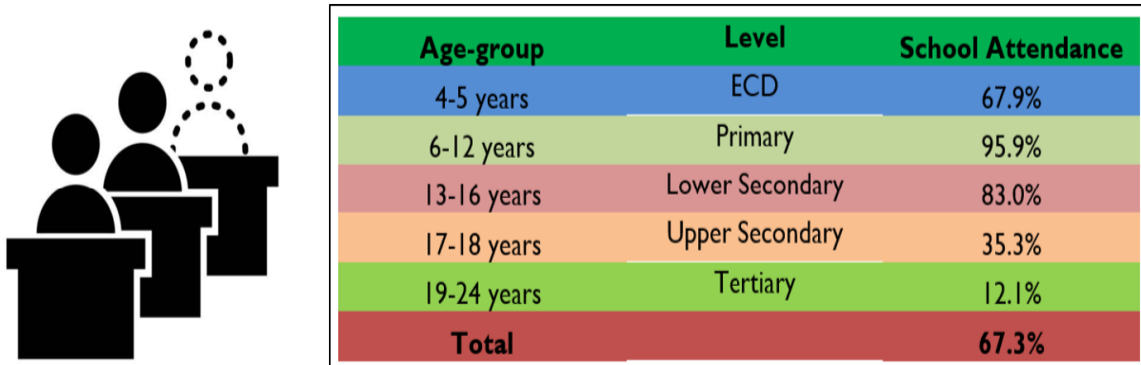 Age-group Level School Attendance
4-5 years ECD 67.9%
6-12 years Primary 95.9%
13-16 years Lower Secondary 83.0%
17-18 years Upper Secondary 35.3%
19-24 years Tertiary 12.1%
Total 67.3%